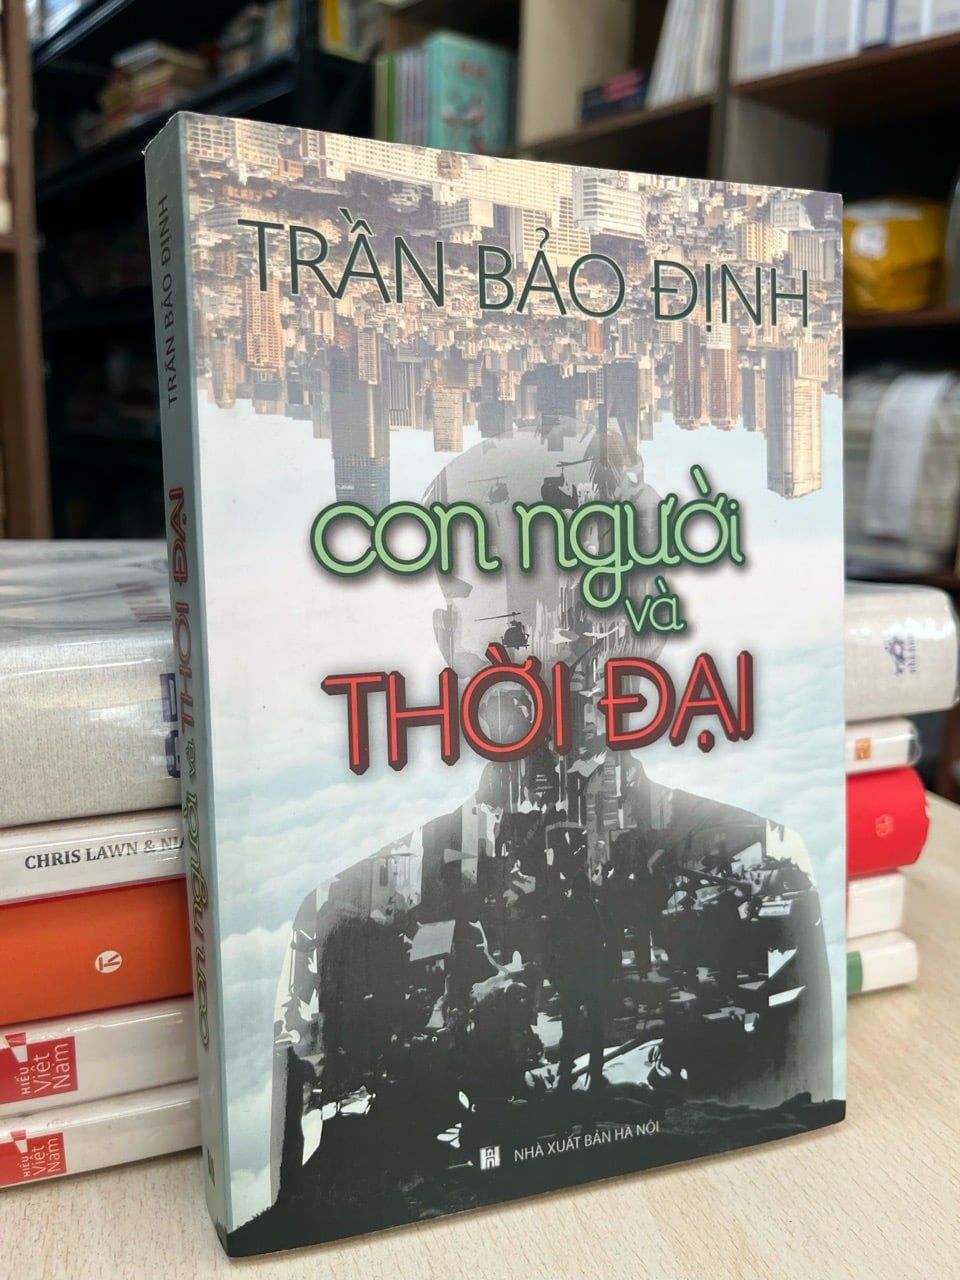 TRẦN BẢO ĐỊNH
con người
và
THỜI ĐẠI
NHÀ XUẤT BẢN HÀ NỘI
TRẦN BẢO ĐỊNH
con người và THỜI ĐẠI
CHRIS LAWN & NIA
HIỂU
Việt
Nam
HIỂU
Việt
Nam